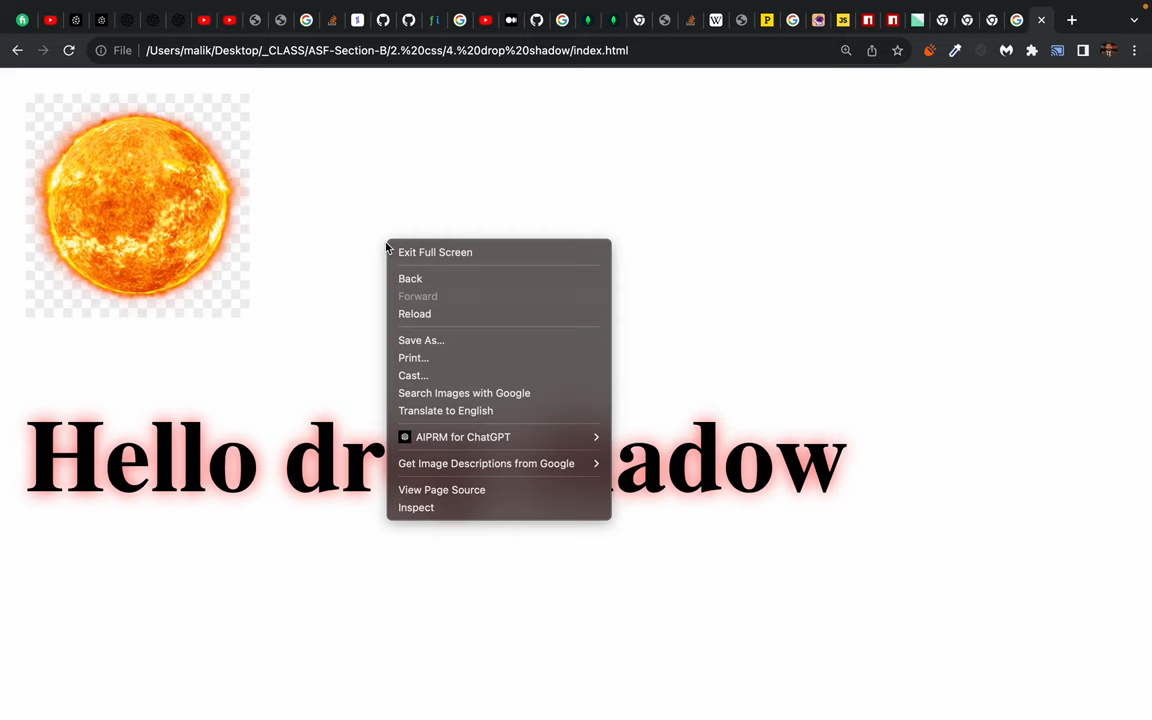 File
/Users/malik/Desktop/_CLASS/ASF-Section-B/2.%20css/4.%20drop%20shadow/index.html
Exit Full Screen
Back
Forward
Reload
Save As...
Print...
Cast...
Search Images with Google
Translate to English
AIPRM for ChatGPT
Get Image Descriptions from Google
View Page Source
Inspect
Hello dr adow